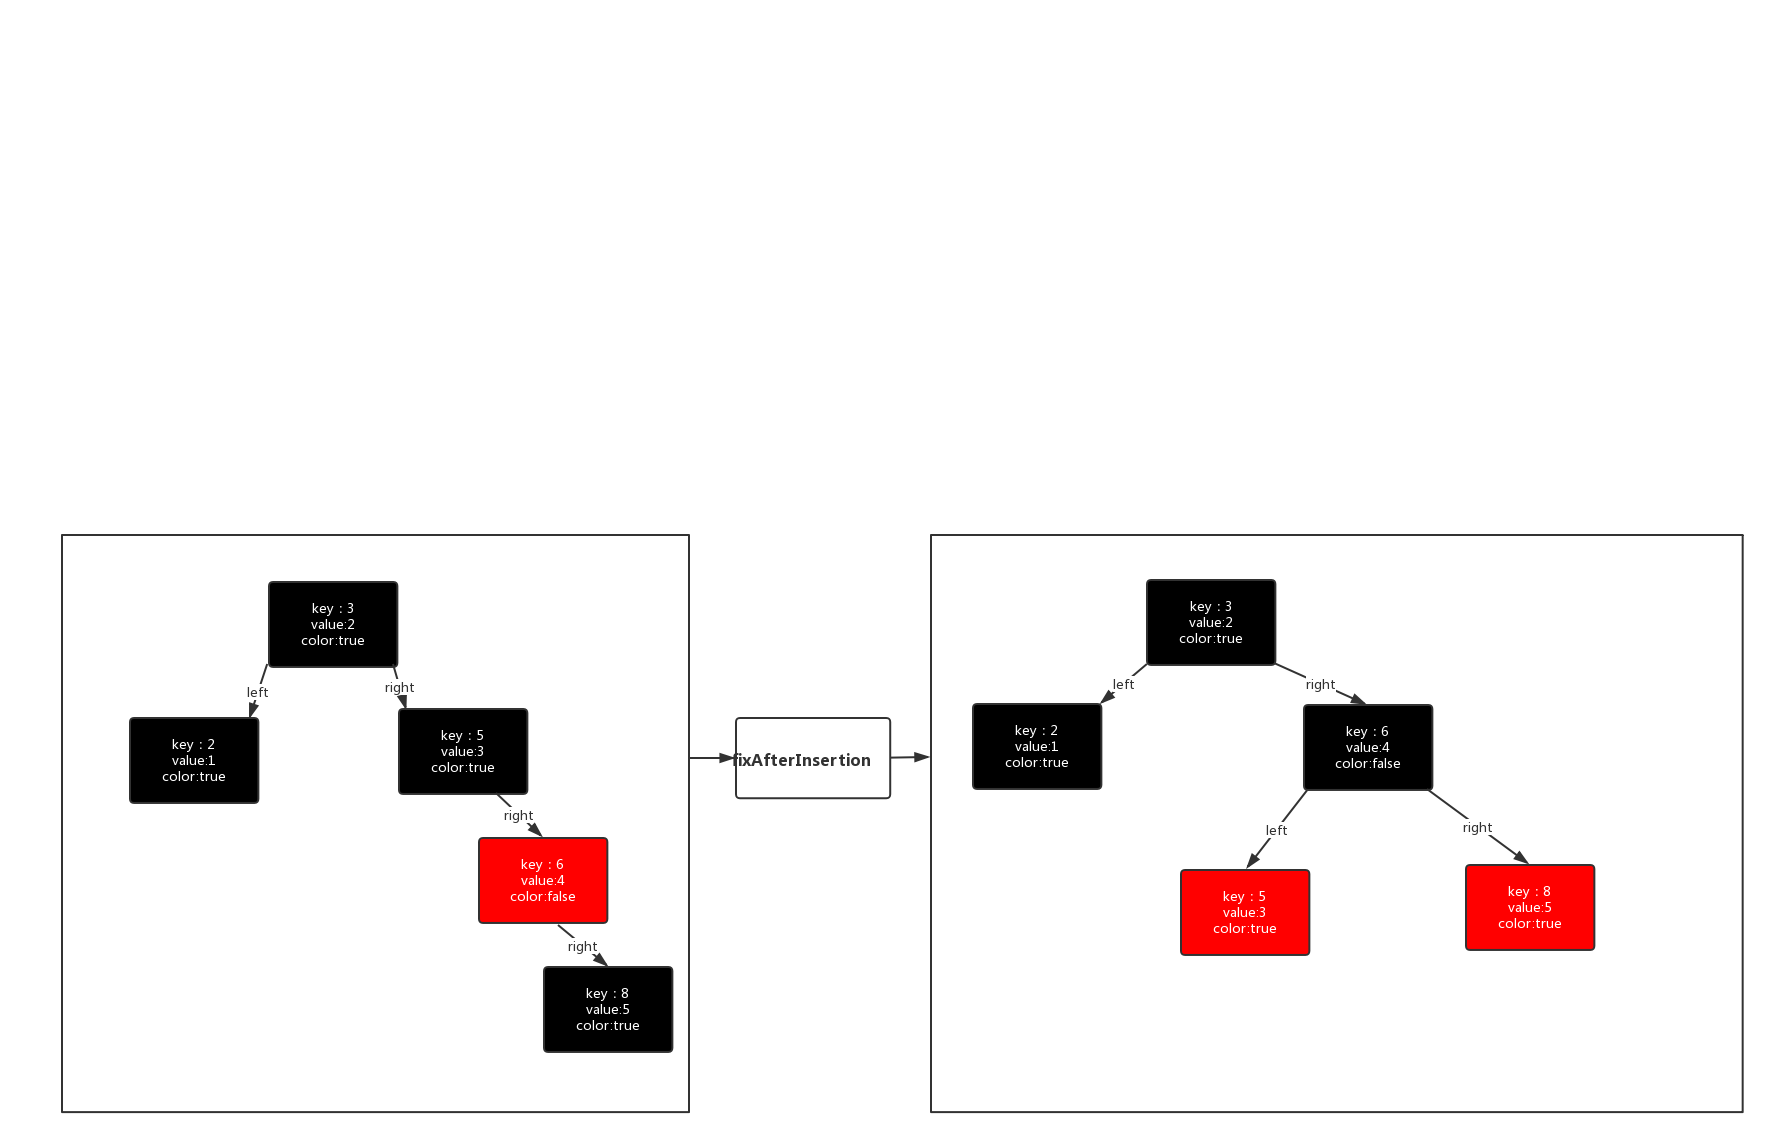 key：3
value:2
color:true
left
right
key：2
value:1
color:true
key：5
value:3
color:true
right
key：6
value:4
color:false
right
key：8
value:5
color:true
fixAfterInsertion
key：3
value:2
color:true
left
right
key：2
value:1
color:true
key：6
value:4
color:false
left
right
key：5
value:3
color:true
key：8
value:5
color:true